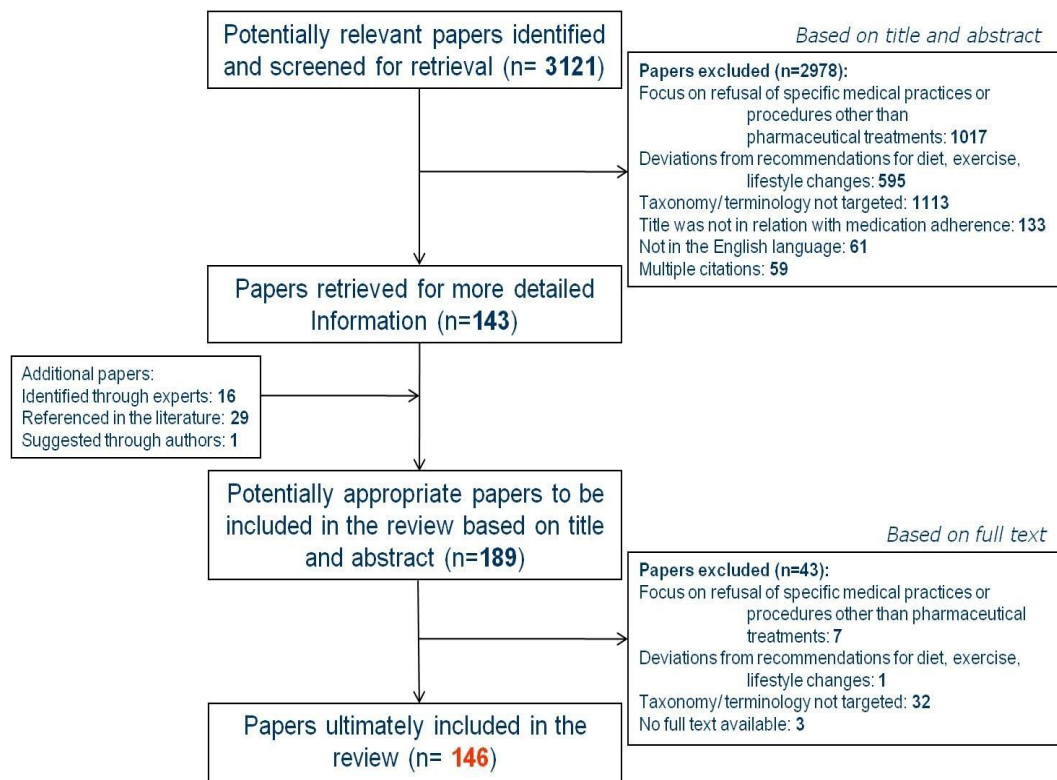 Potentially relevant papers identified
and screened for retrieval (n= 3121)
Based on title and abstract
Papers excluded (n=2978):
Focus on refusal of specific medical practices or
procedures other than
pharmaceutical treatments: 1017
Deviations from recommendations for diet, exercise,
lifestyle changes: 595
Taxonomy/terminology not targeted: 1113
Title was not in relation with medication adherence: 133
Not in the English language: 61
Multiple citations: 59
Papers retrieved for more detailed
Information (n=143)
Additional papers:
Identified through experts: 16
Referenced in the literature: 29
Suggested through authors: 1
Potentially appropriate papers to be
included in the review based on title
and abstract (n=189)
Based on full text
Papers excluded (n=43):
Focus on refusal of specific medical practices or
procedures other than pharmaceutical
treatments: 7
Deviations from recommendations for diet, exercise,
lifestyle changes: 1
Taxonomy/terminology not targeted: 32
No full text available: 3
Papers ultimately included in the
review (n= 146)